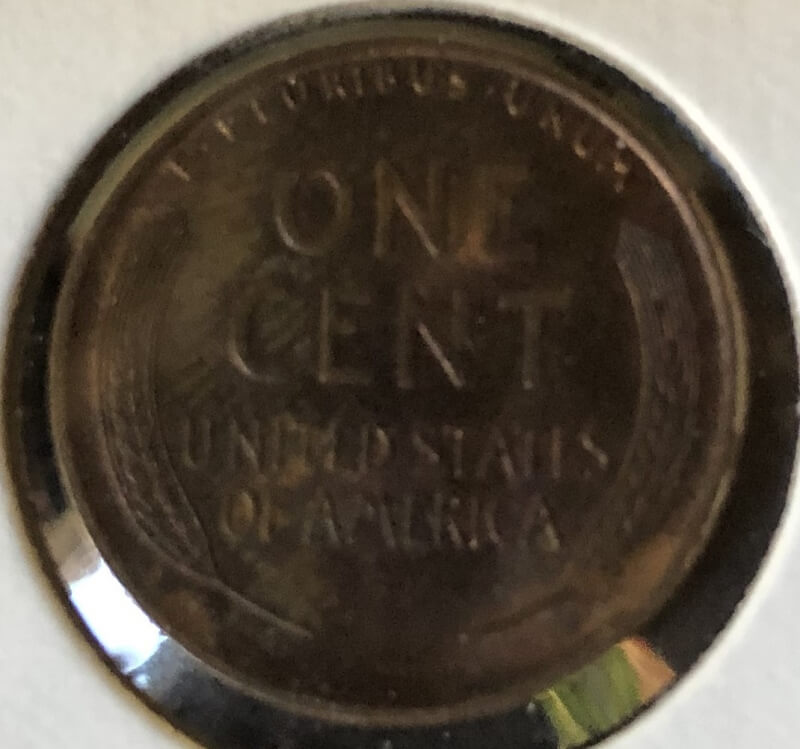 E·PLURIBUS·UNUM
ONE
CENT
UNITED STATES
OF AMERICA